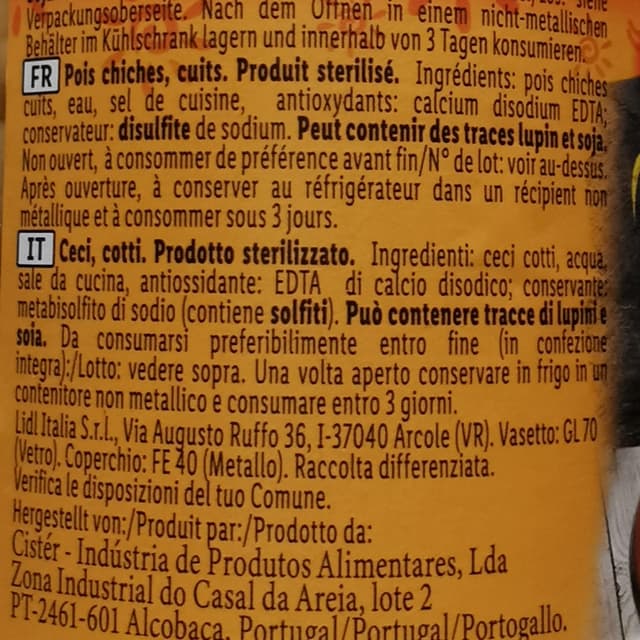 Verpackungsoberseite. Nach dem Öffnen in einem nicht-metallischen
Behälter im Kühlschrank lagern und innerhalb von 3 Tagen konsumieren.
FR Pois chiches, cuits. Produit sterilisé. Ingrédients: pois chiches
cuits, eau, sel de cuisine, antioxydants: calcium disodium EDTA,
conservateur: disulfite de sodium. Peut contenir des traces lupin et soja.
Non ouvert, à consommer de préférence avant fin/N° de lot: voir au-dessus.
Après ouverture, à conserver au réfrigérateur dans un récipient non
métallique et à consommer sous 3 jours.
IT Ceci, cotti. Prodotto sterilizzato. Ingredienti: ceci cotti, acqua,
sale da cucina, antiossidante: EDTA di calcio disodico; conservante:
metabisolfito di sodio (contiene solfiti). Può contenere tracce di lupini e
soia. Da consumarsi preferibilmente entro fine (in confezione
integra):/Lotto: vedere sopra. Una volta aperto conservare in frigo in un
contenitore non metallico e consumare entro 3 giorni.
Lidl Italia S.r.l., Via Augusto Ruffo 36, I-37040 Arcole (VR). Vasetto: GL 70
(Vetro). Coperchio: FE 40 (Metallo). Raccolta differenziata.
Verifica le disposizioni del tuo Comune.
Hergestellt von:/Produit par:/Prodotto da:
Cistér - Indústria de Produtos Alimentares, Lda
Zona Industrial do Casal da Areia, lote 2
PT-2461-601 Alcobaça, Portugal/Portugal/Portogallo.